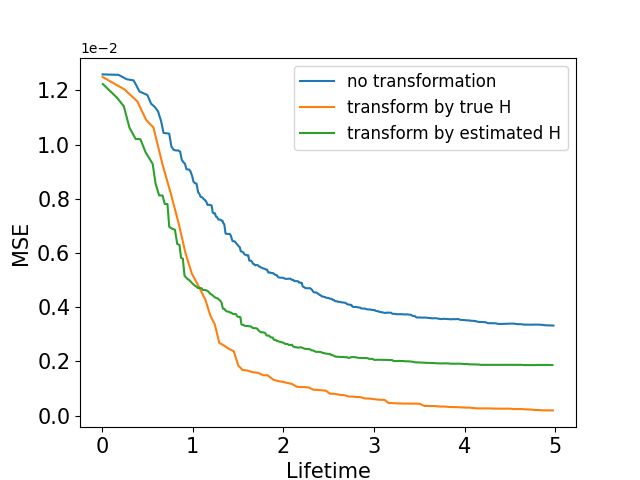 1e−2
no transformation
transform by true H
transform by estimated H
1.2
1.0
0.8
0.6
0.4
0.2
0.0
MSE
0 1 2 3 4 5
Lifetime